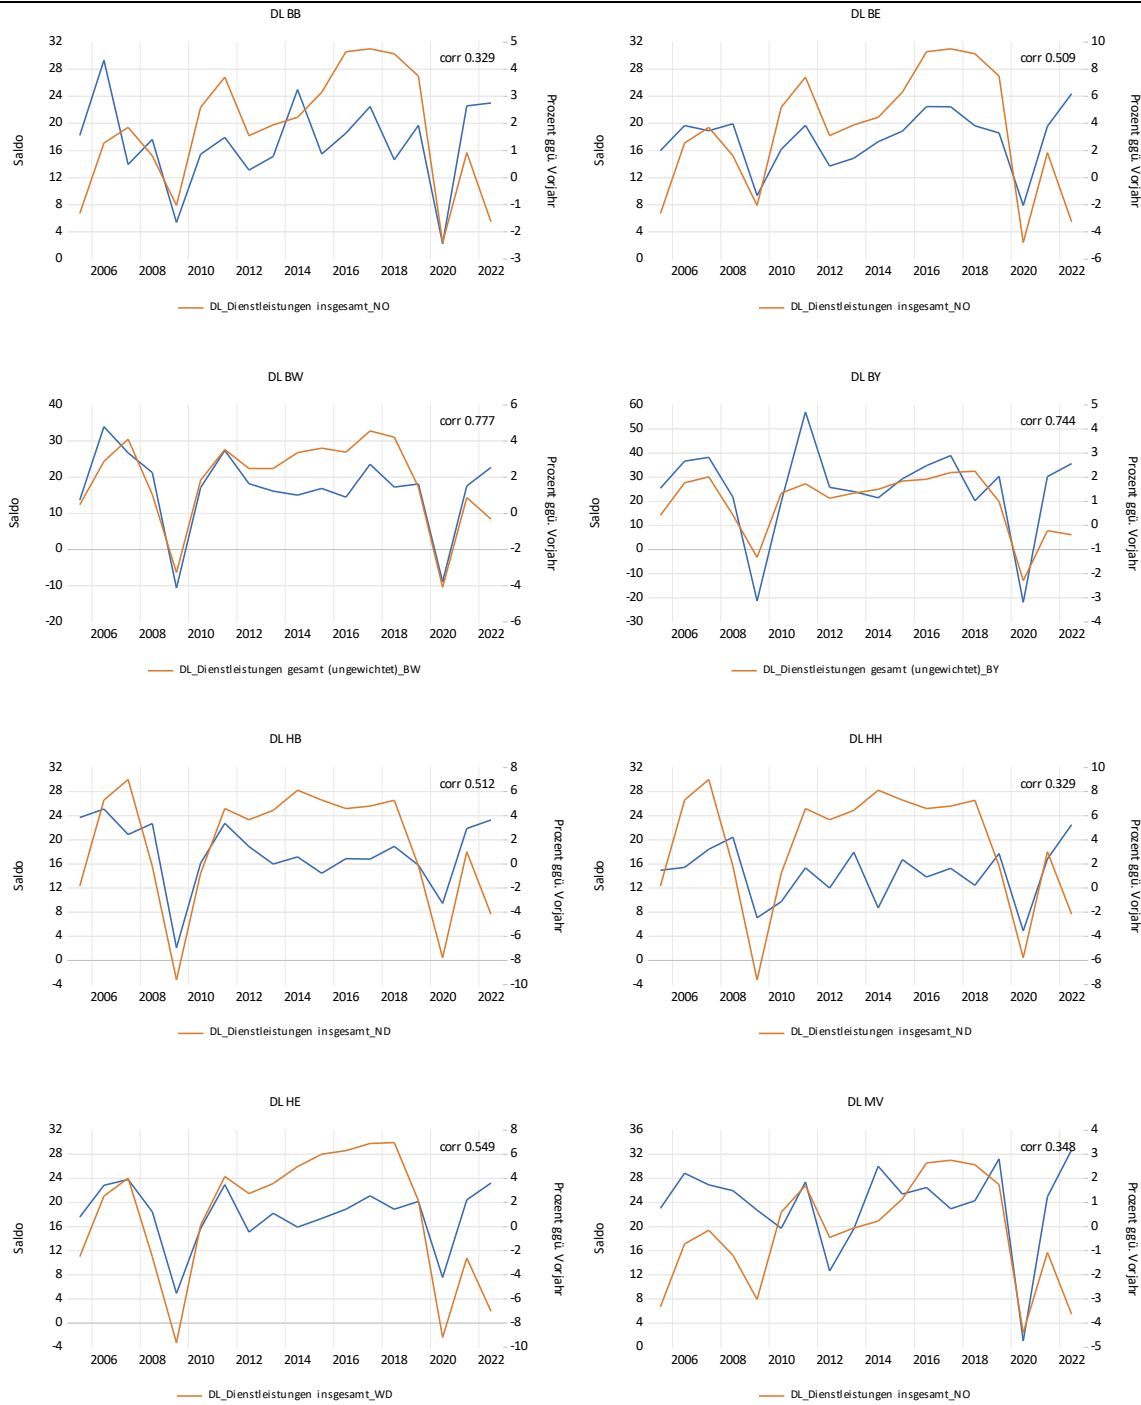 DL BB
32 5
28 4
24 3
20 2
16 1
12 0
8 -1
4 -2
0 -3
corr 0.329
Saldo
Prozent ggü. Vorjahr
2006 2008 2010 2012 2014 2016 2018 2020 2022
DL_Dienstleistungen insgesamt_NO
DL BE
32 10
28 8
24 6
20 4
16 2
12 0
8 -2
4 -4
0 -6
corr 0.509
Saldo
Prozent ggü. Vorjahr
2006 2008 2010 2012 2014 2016 2018 2020 2022
DL_Dienstleistungen insgesamt_NO
DL BW
40 6
30 4
20 2
10 0
0 -2
-10 -4
-20 -6
corr 0.777
Saldo
Prozent ggü. Vorjahr
2006 2008 2010 2012 2014 2016 2018 2020 2022
DL_Dienstleistungen gesamt (ungewichtet)_BW
DL BY
60 5
50 4
40 3
30 2
20 1
10 0
0 -1
-10 -2
-20 -3
-30 -4
corr 0.744
Saldo
Prozent ggü. Vorjahr
2006 2008 2010 2012 2014 2016 2018 2020 2022
DL_Dienstleistungen gesamt (ungewichtet)_BY
DL HB
32 8
28 6
24 4
20 2
16 0
12 -2
8 -4
4 -6
0 -8
-4 -10
corr 0.512
Saldo
Prozent ggü. Vorjahr
2006 2008 2010 2012 2014 2016 2018 2020 2022
DL_Dienstleistungen insgesamt_ND
DL HH
32 10
28 8
24 6
20 4
16 2
12 0
8 -2
4 -4
0 -6
-4 -8
corr 0.329
Saldo
Prozent ggü. Vorjahr
2006 2008 2010 2012 2014 2016 2018 2020 2022
DL_Dienstleistungen insgesamt_ND
DL HE
32 8
28 6
24 4
20 2
16 0
12 -2
8 -4
4 -6
0 -8
-4 -10
corr 0.549
Saldo
Prozent ggü. Vorjahr
2006 2008 2010 2012 2014 2016 2018 2020 2022
DL_Dienstleistungen insgesamt_WD
DL MV
36 4
32 3
28 2
24 1
20 0
16 -1
12 -2
8 -3
4 -4
0 -5
corr 0.348
Saldo
Prozent ggü. Vorjahr
2006 2008 2010 2012 2014 2016 2018 2020 2022
DL_Dienstleistungen insgesamt_NO